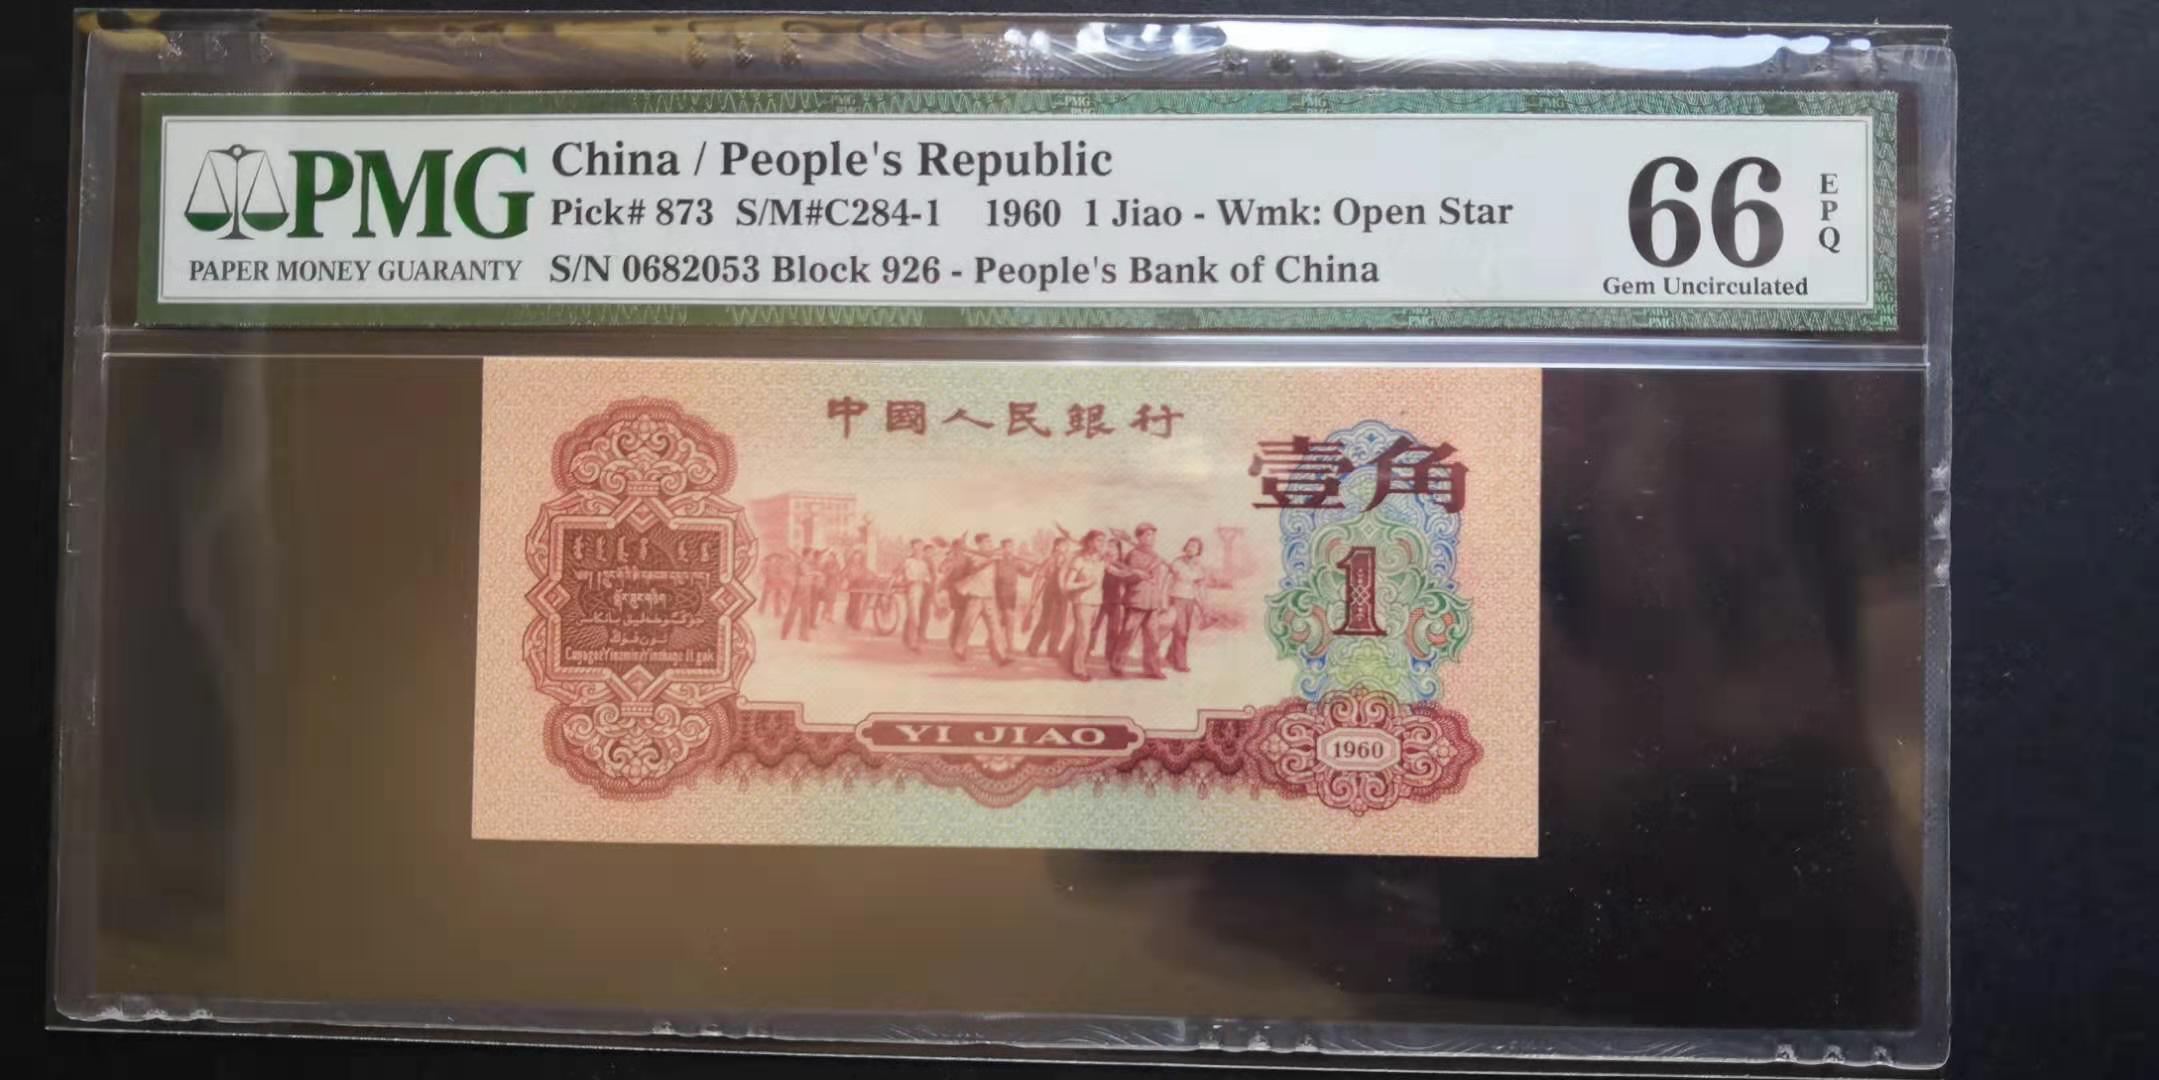 China / People's Republic
PMG
Pick# 873 S/M#C284-1 1960 1 Jiao - Wmk: Open Star
PAPER MONEY GUARANTY
S/N 0682053 Block 926 - People's Bank of China
66
EPQ
Gem Uncirculated
中國人民銀行
壹角
1
YI JIAO
1960